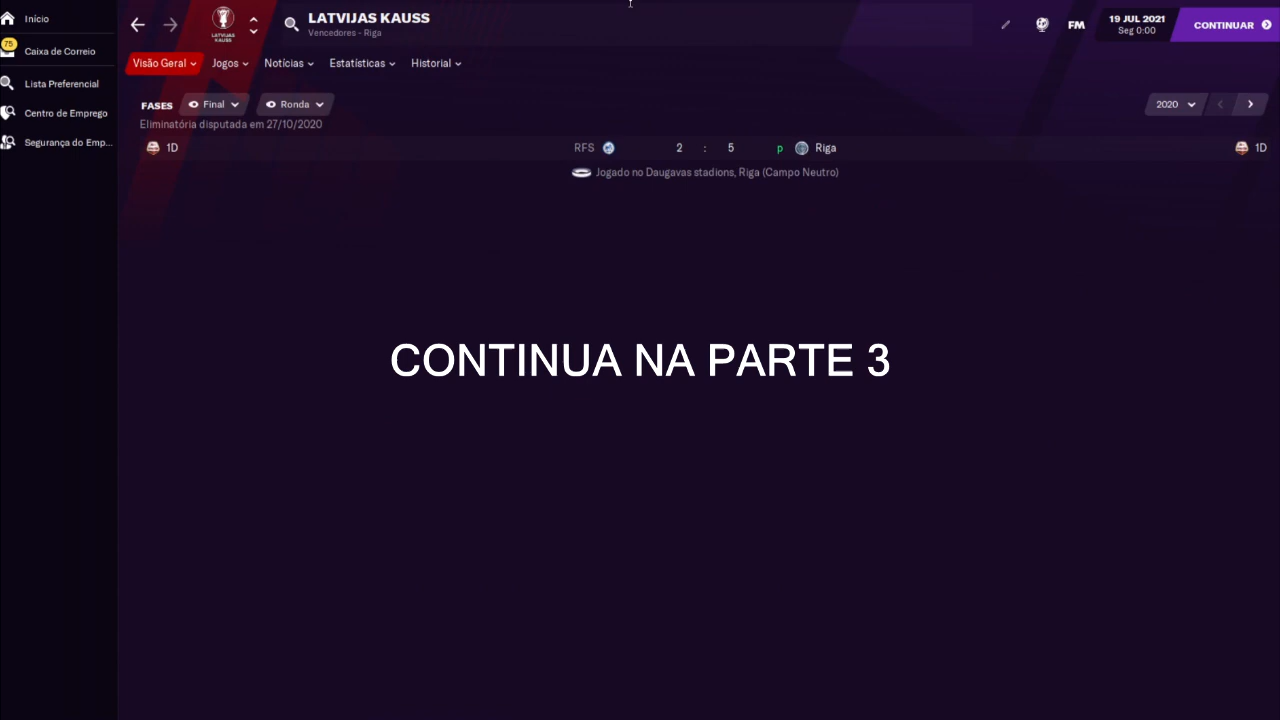 Início
75
Caixa de Correio
Lista Preferencial
Centro de Emprego
Segurança do Emp...
LATVIJAS
KAUSS
LATVIJAS KAUSS
Vencedores - Riga
FM
19 JUL 2021
Seg 0:00
CONTINUAR
Visão Geral
Jogos
Notícias
Estatísticas
Historial
FASES
Final
Ronda
2020
Eliminatória disputada em 27/10/2020
1D RFS 2 : 5 p Riga 1D
Jogado no Daugavas stadions, Riga (Campo Neutro)
CONTINUA NA PARTE 3